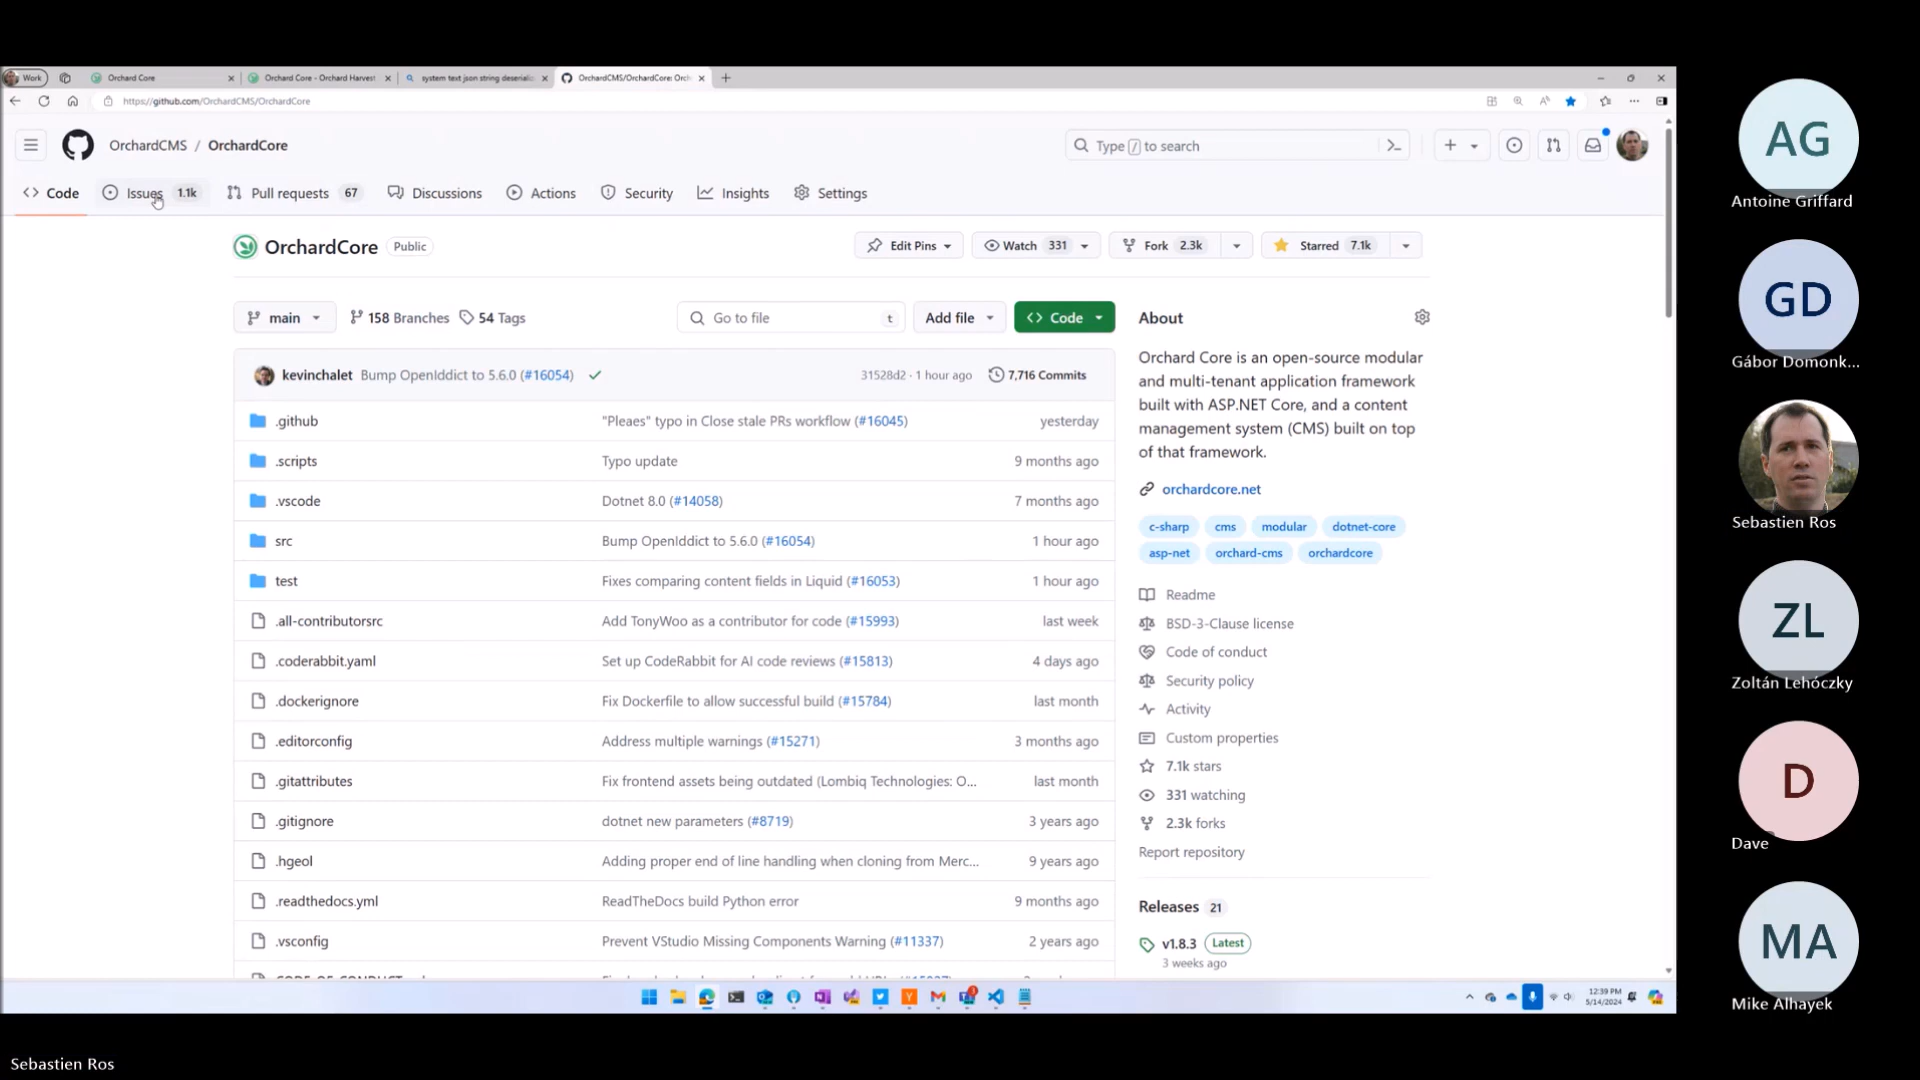 Work
Orchard Core
Orchard Core - Orchard Harvest
system text json string deserializ
OrchardCMS/OrchardCore: Orch
https://github.com/OrchardCMS/OrchardCore
OrchardCMS / OrchardCore
Type / to search
Code
Issues 1.1k
Pull requests 67
Discussions
Actions
Security
Insights
Settings
OrchardCore Public
Edit Pins
Watch 331
Fork 2.3k
Starred 7.1k
main
158 Branches
54 Tags
Go to file t
Add file
Code
kevinchalet Bump OpenIddict to 5.6.0 (#16054) 31528d2 · 1 hour ago 7,716 Commits
.github "Pleaes" typo in Close stale PRs workflow (#16045) yesterday
.scripts Typo update 9 months ago
.vscode Dotnet 8.0 (#14058) 7 months ago
src Bump OpenIddict to 5.6.0 (#16054) 1 hour ago
test Fixes comparing content fields in Liquid (#16053) 1 hour ago
.all-contributorsrc Add TonyWoo as a contributor for code (#15993) last week
.coderabbit.yaml Set up CodeRabbit for AI code reviews (#15813) 4 days ago
.dockerignore Fix Dockerfile to allow successful build (#15784) last month
.editorconfig Address multiple warnings (#15271) 3 months ago
.gitattributes Fix frontend assets being outdated (Lombiq Technologies: O... last month
.gitignore dotnet new parameters (#8719) 3 years ago
.hgeol Adding proper end of line handling when cloning from Merc... 9 years ago
.readthedocs.yml ReadTheDocs build Python error 9 months ago
.vsconfig Prevent VStudio Missing Components Warning (#11337) 2 years ago
About
Orchard Core is an open-source modular
and multi-tenant application framework
built with ASP.NET Core, and a content
management system (CMS) built on top
of that framework.
orchardcore.net
c-sharp cms modular dotnet-core
asp-net orchard-cms orchardcore
Readme
BSD-3-Clause license
Code of conduct
Security policy
Activity
Custom properties
7.1k stars
331 watching
2.3k forks
Report repository
Releases 21
v1.8.3 Latest
3 weeks ago
12:39 PM
5/14/2024
AG
Antoine Griffard
GD
Gábor Domonk...
Sebastien Ros
ZL
Zoltán Lehóczky
D
Dave
MA
Mike Alhayek
Sebastien Ros